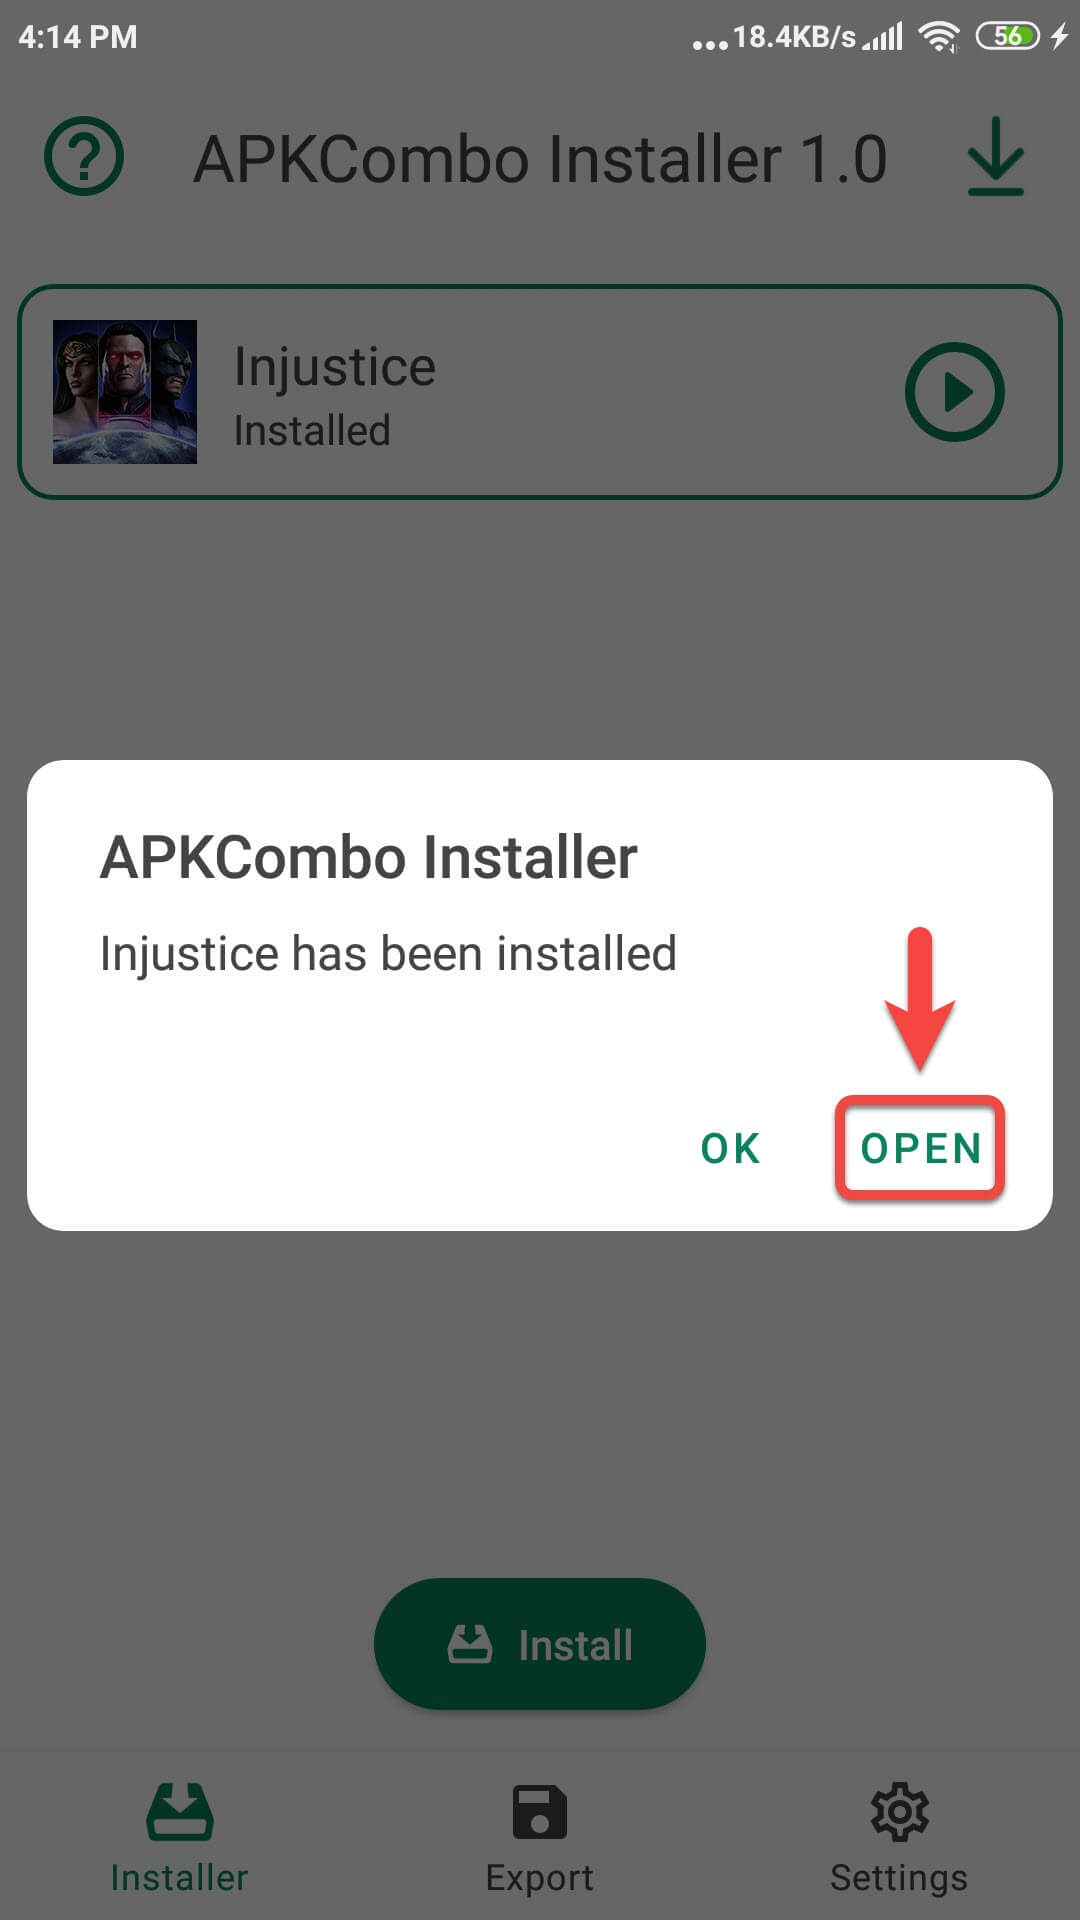 4:14 PM ...18.4KB/s 56
APKCombo Installer 1.0
Injustice
Installed
APKCombo Installer
Injustice has been installed
OK OPEN
Install
Installer Export Settings